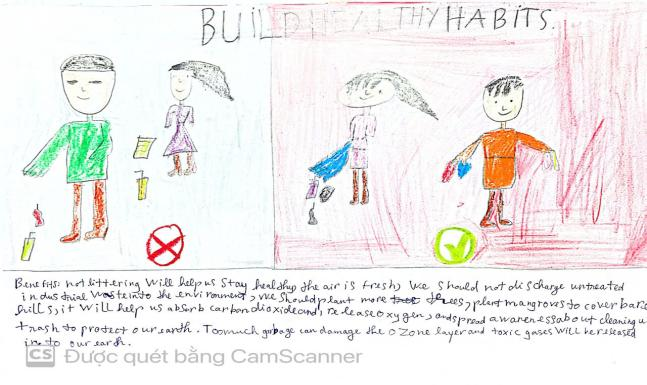 BUILD HEALTHY HABITS.
Benefits not littering will help us stay healthy, the air is fresh, we should not discharge untreated
industrial waste into the environment, we should plant more trees, plant mangroves to cover bare
hills, it will help us absorb carbon dioxide and release oxygen, and spread awareness about cleaning u
trash to protect our earth. Too much grbage can damage the ozone layer and toxic gases will be released
in to our earth.
CS Được quét bằng CamScanner